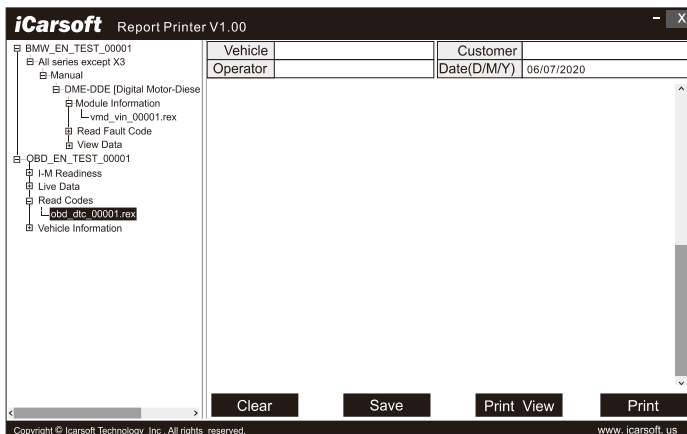 iCarsoft Report Printer V1.00
– X
BMW_EN_TEST_00001
All series except X3
Manual
DME-DDE [Digital Motor-Diese
Module Information
vmd_vin_00001.rex
Read Fault Code
View Data
OBD_EN_TEST_00001
I-M Readiness
Live Data
Read Codes
obd_dtc_00001.rex
Vehicle Information
Vehicle
Customer
Operator
Date(D/M/Y) 06/07/2020
Clear
Save
Print View
Print
Copyright © Icarsoft Technology Inc . All rights reserved.
www. icarsoft. us